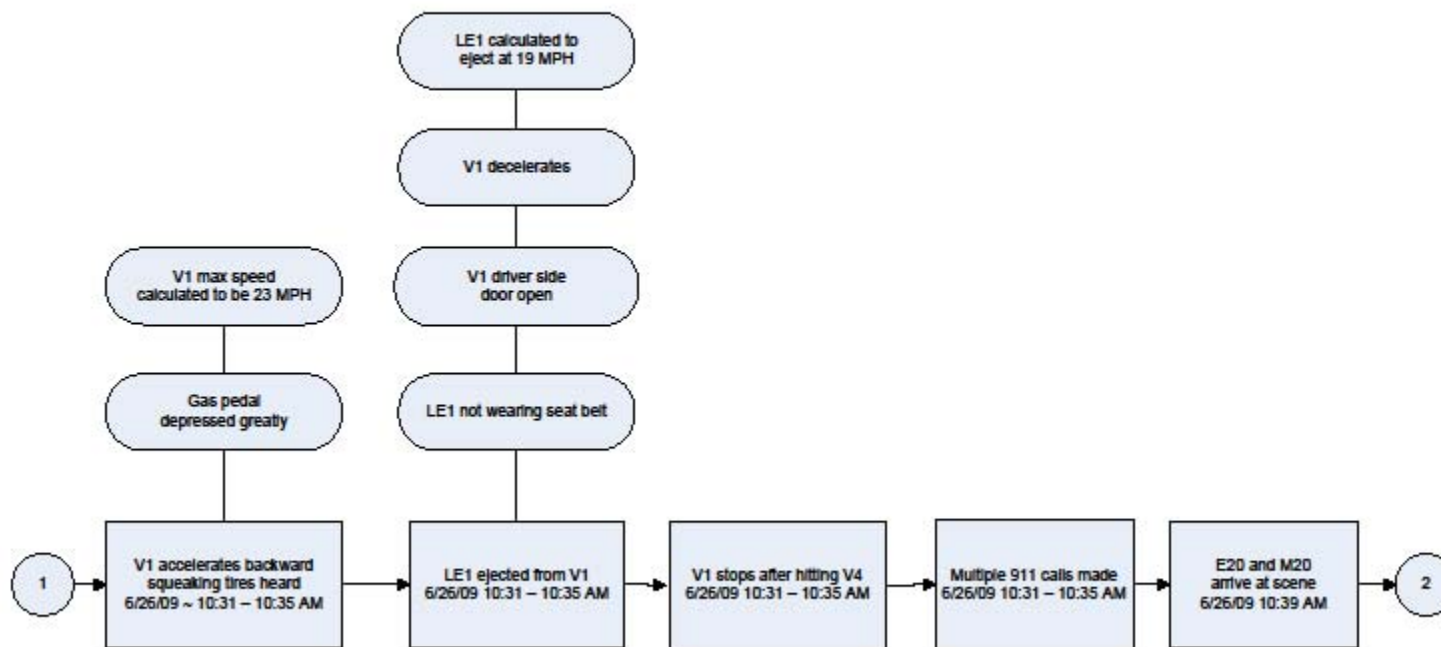 LE1 calculated to
eject at 19 MPH
V1 decelerates
V1 max speed
calculated to be 23 MPH
V1 driver side
door open
Gas pedal
depressed greatly
LE1 not wearing seat belt
1
V1 accelerates backward
squeaking tires heard
6/26/09 ~ 10:31 – 10:35 AM
LE1 ejected from V1
6/26/09 10:31 – 10:35 AM
V1 stops after hitting V4
6/26/09 10:31 – 10:35 AM
Multiple 911 calls made
6/26/09 10:31 – 10:35 AM
E20 and M20
arrive at scene
6/26/09 10:39 AM
2